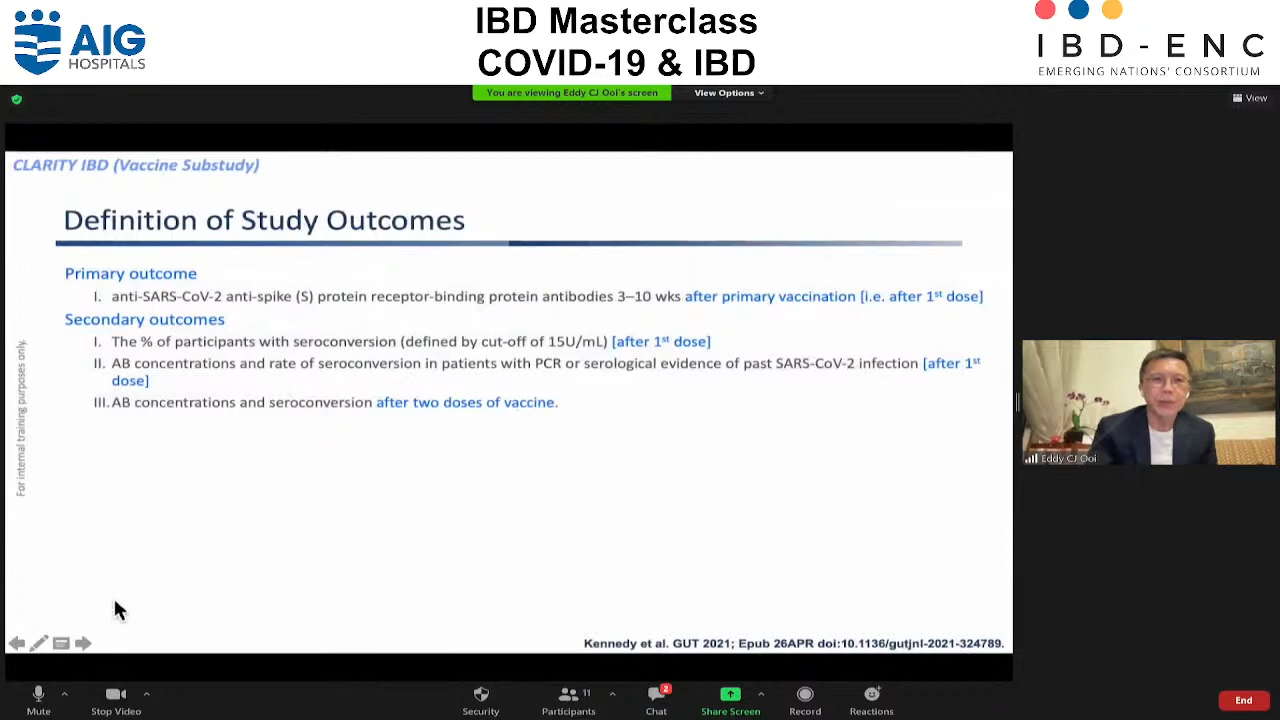 AIG
HOSPITALS
IBD Masterclass
COVID-19 & IBD
IBD-ENC
EMERGING NATIONS' CONSORTIUM
You are viewing Eddy CJ Ooi's screen
View Options
View
CLARITY IBD (Vaccine Substudy)
Definition of Study Outcomes
Primary outcome
I. anti-SARS-CoV-2 anti-spike (S) protein receptor-binding protein antibodies 3–10 wks after primary vaccination [i.e. after 1st dose]
Secondary outcomes
I. The % of participants with seroconversion (defined by cut-off of 15U/mL) [after 1st dose]
II. AB concentrations and rate of seroconversion in patients with PCR or serological evidence of past SARS-CoV-2 infection [after 1st
dose]
III. AB concentrations and seroconversion after two doses of vaccine.
For internal training purposes only.
Kennedy et al. GUT 2021; Epub 26APR doi:10.1136/gutjnl-2021-324789.
Eddy CJ Ooi
Mute
Stop Video
Security
11
Participants
2
Chat
Share Screen
Record
Reactions
End